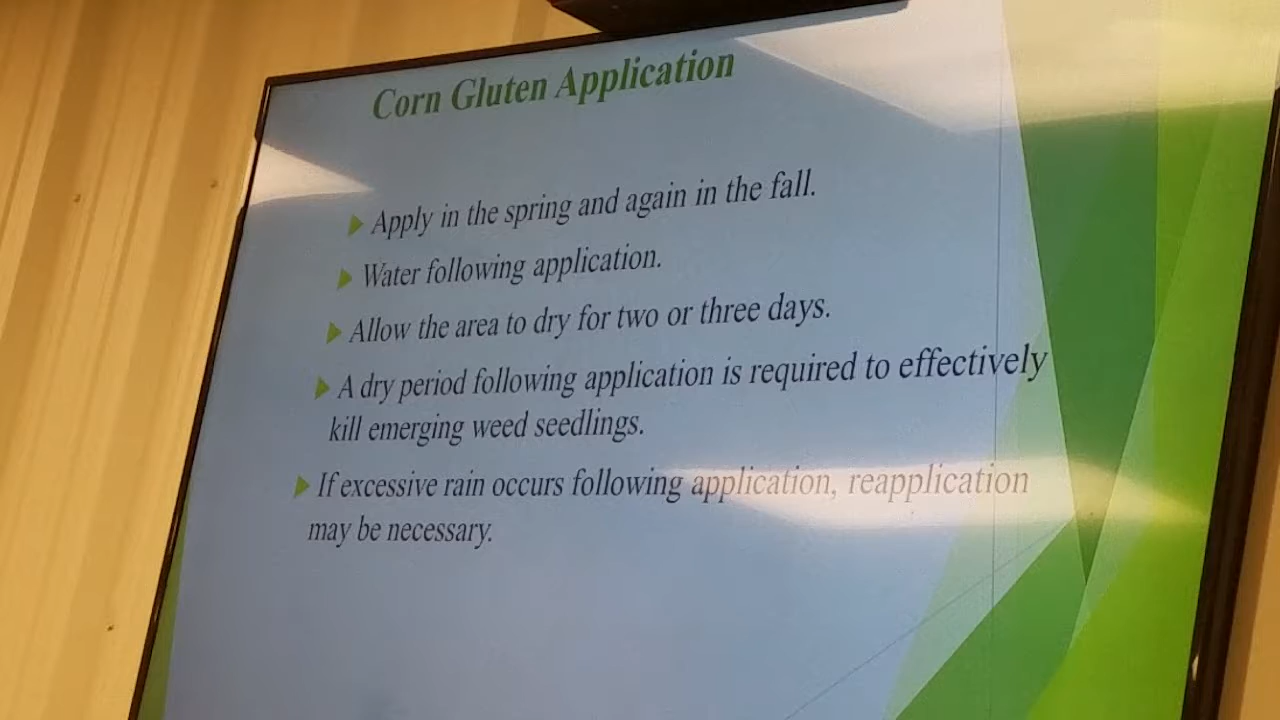 Corn Gluten Application
Apply in the spring and again in the fall.
Water following application.
Allow the area to dry for two or three days.
A dry period following application is required to effectively
kill emerging weed seedlings.
If excessive rain occurs following application, reapplication
may be necessary.